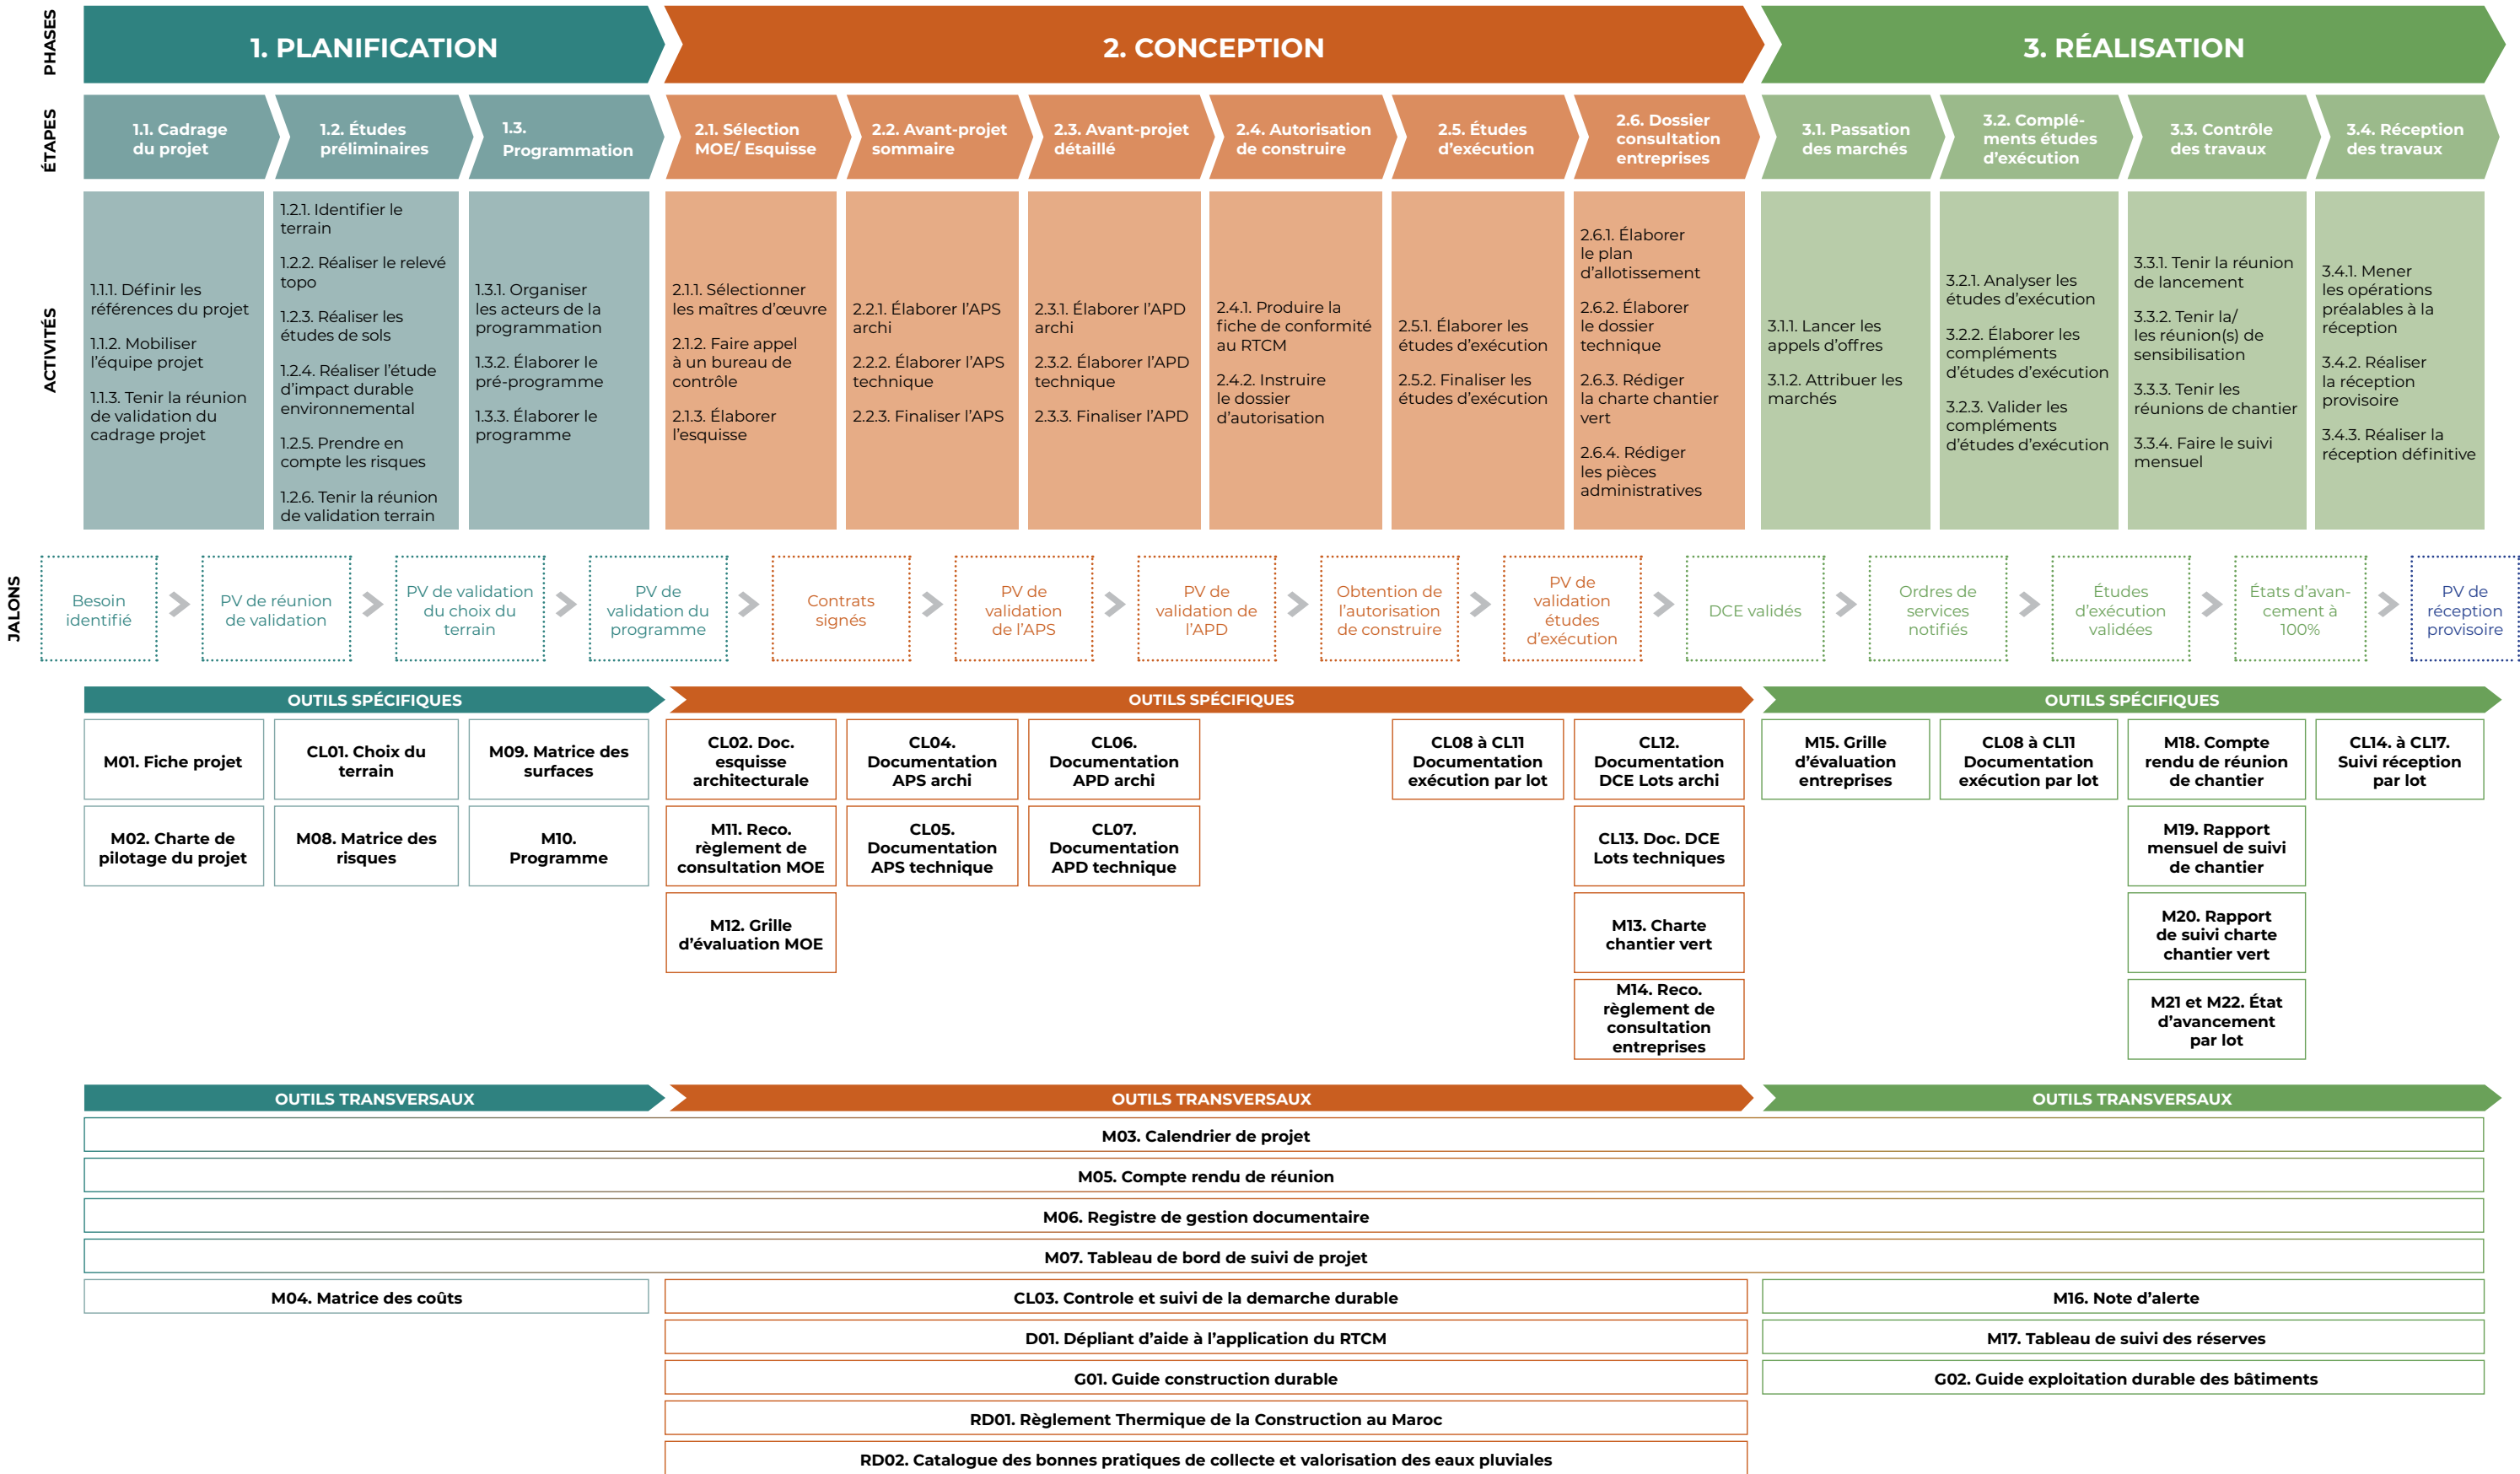 PHASES
1. PLANIFICATION
2. CONCEPTION
3. RÉALISATION
ÉTAPES
1.1. Cadrage
du projet
1.2. Études
préliminaires
1.3.
Programmation
2.1. Sélection
MOE/ Esquisse
2.2. Avant-projet
sommaire
2.3. Avant-projet
détaillé
2.4. Autorisation
de construire
2.5. Études
d'exécution
2.6. Dossier
consultation
entreprises
3.1. Passation
des marchés
3.2. Complé-
ments études
d'exécution
3.3. Contrôle
des travaux
3.4. Réception
des travaux
ACTIVITÉS
1.1.1. Définir les
références du projet
1.1.2. Mobiliser
l'équipe projet
1.1.3. Tenir la réunion
de validation du
cadrage projet
1.2.1. Identifier le
terrain
1.2.2. Réaliser le relevé
topo
1.2.3. Réaliser les
études de sols
1.2.4. Réaliser l'étude
d'impact durable
environnemental
1.2.5. Prendre en
compte les risques
1.2.6. Tenir la réunion
de validation terrain
1.3.1. Organiser
les acteurs de la
programmation
1.3.2. Élaborer le
pré-programme
1.3.3. Élaborer le
programme
2.1.1. Sélectionner
les maîtres d'œuvre
2.1.2. Faire appel
à un bureau de
contrôle
2.1.3. Élaborer
l'esquisse
2.2.1. Élaborer l'APS
archi
2.2.2. Élaborer l'APS
technique
2.2.3. Finaliser l'APS
2.3.1. Élaborer l'APD
archi
2.3.2. Élaborer l'APD
technique
2.3.3. Finaliser l'APD
2.4.1. Produire la
fiche de conformité
au RTCM
2.4.2. Instruire
le dossier
d'autorisation
2.5.1. Élaborer les
études d'exécution
2.5.2. Finaliser les
études d'exécution
2.6.1. Élaborer
le plan
d'allotissement
2.6.2. Élaborer
le dossier
technique
2.6.3. Rédiger
la charte chantier
vert
2.6.4. Rédiger
les pièces
administratives
3.1.1. Lancer les
appels d'offres
3.1.2. Attribuer les
marchés
3.2.1. Analyser les
études d'exécution
3.2.2. Élaborer les
compléments
d'études d'exécution
3.2.3. Valider les
compléments
d'études d'exécution
3.3.1. Tenir la réunion
de lancement
3.3.2. Tenir la/
les réunion(s) de
sensibilisation
3.3.3. Tenir les
réunions de chantier
3.3.4. Faire le suivi
mensuel
3.4.1. Mener
les opérations
préalables à la
réception
3.4.2. Réaliser
la réception
provisoire
3.4.3. Réaliser la
réception définitive
JALONS
Besoin
identifié
PV de réunion
de validation
PV de validation
du choix du
terrain
PV de
validation du
programme
Contrats
signés
PV de
validation
de l'APS
PV de
validation de
l'APD
Obtention de
l'autorisation
de construire
PV de
validation
études
d'exécution
DCE validés
Ordres de
services
notifiés
Études
d'exécution
validées
États d'avan-
cement à
100%
PV de
réception
provisoire
OUTILS SPÉCIFIQUES
OUTILS SPÉCIFIQUES
OUTILS SPÉCIFIQUES
M01. Fiche projet
CL01. Choix du
terrain
M09. Matrice des
surfaces
CL02. Doc.
esquisse
architecturale
CL04.
Documentation
APS archi
CL06.
Documentation
APD archi
CL08 à CL11
Documentation
exécution par lot
CL12.
Documentation
DCE Lots archi
M15. Grille
d'évaluation
entreprises
CL08 à CL11
Documentation
exécution par lot
M18. Compte
rendu de réunion
de chantier
CL14. à CL17.
Suivi réception
par lot
M02. Charte de
pilotage du projet
M08. Matrice des
risques
M10.
Programme
M11. Reco.
règlement de
consultation MOE
CL05.
Documentation
APS technique
CL07.
Documentation
APD technique
CL13. Doc. DCE
Lots techniques
M19. Rapport
mensuel de suivi
de chantier
M12. Grille
d'évaluation MOE
M13. Charte
chantier vert
M20. Rapport
de suivi charte
chantier vert
M14. Reco.
règlement de
consultation
entreprises
M21 et M22. État
d'avancement
par lot
OUTILS TRANSVERSAUX
OUTILS TRANSVERSAUX
OUTILS TRANSVERSAUX
M03. Calendrier de projet
M05. Compte rendu de réunion
M06. Registre de gestion documentaire
M07. Tableau de bord de suivi de projet
M04. Matrice des coûts
CL03. Controle et suivi de la demarche durable
M16. Note d'alerte
D01. Dépliant d'aide à l'application du RTCM
M17. Tableau de suivi des réserves
G01. Guide construction durable
G02. Guide exploitation durable des bâtiments
RD01. Règlement Thermique de la Construction au Maroc
RD02. Catalogue des bonnes pratiques de collecte et valorisation des eaux pluviales